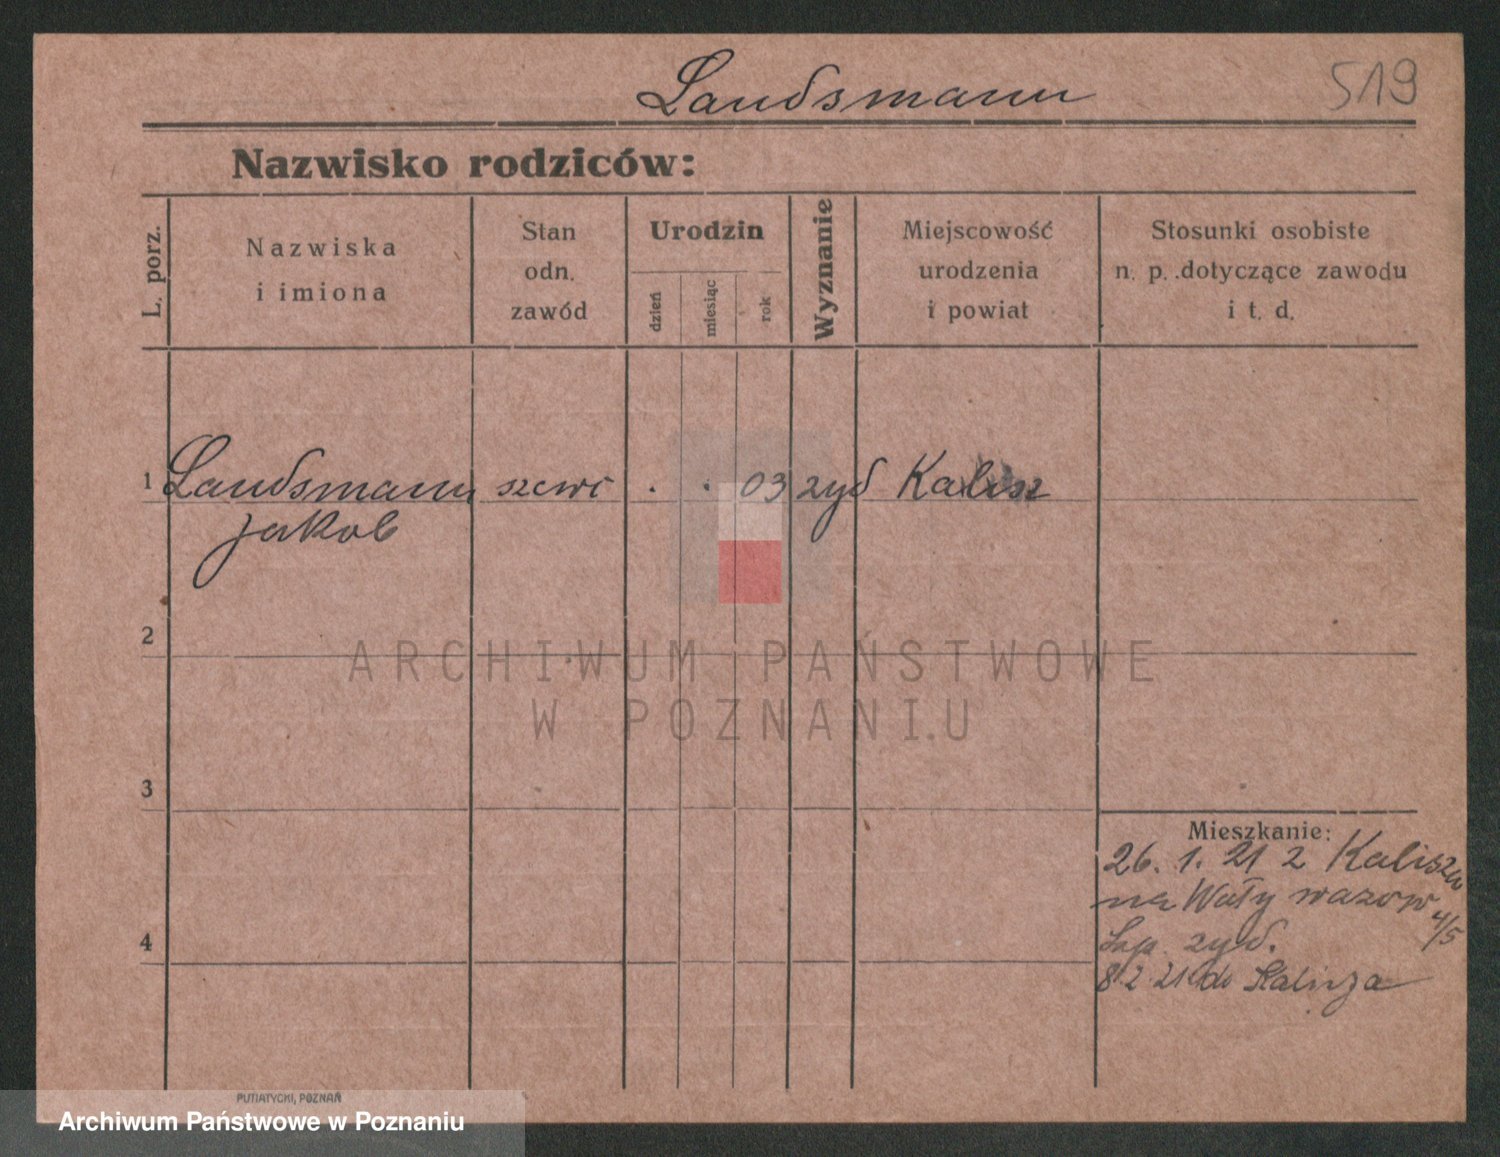 Landsmann
519
Nazwisko rodziców:
L. porz.
Nazwiska
i imiona
Stan
odn.
zawód
Urodzin
dzień
miesiąc
rok
Wyznanie
Miejscowość
urodzenia
i powiat
Stosunki osobiste
n. p. dotyczące zawodu
i t. d.
1 Landsmann szewc . . 03 żyd Kalisz
Jakob
ARCHIWUM PAŃSTWOWE
W POZNANIU
2
3
4
Mieszkanie:
26. 1. 21 z Kalisza
na Wały
4/5
żyd.
8 2 21 do Kalisza
PUTIATYCKI, POZNAŃ
Archiwum Państwowe w Poznaniu